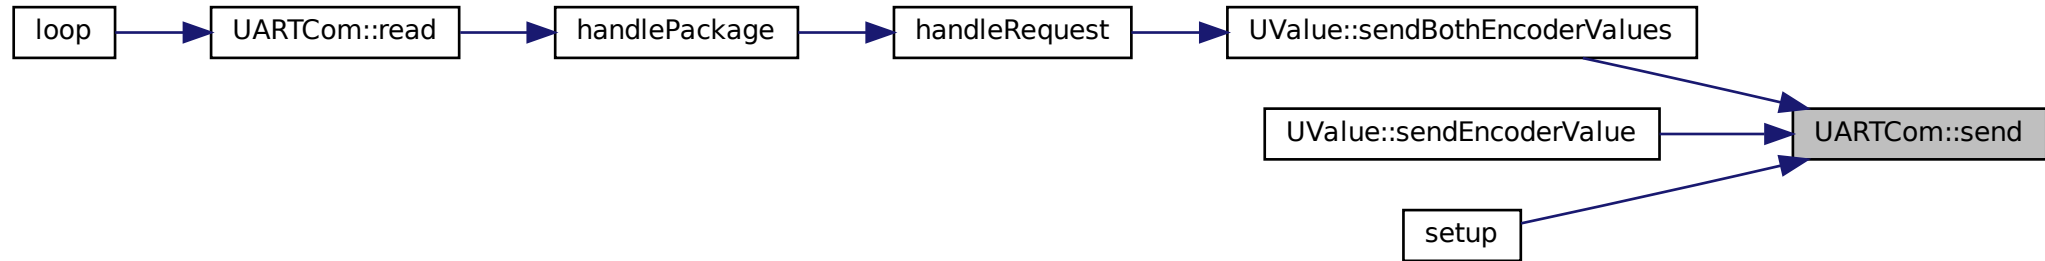 loop
UARTCom::read
handlePackage
handleRequest
UValue::sendBothEncoderValues
UValue::sendEncoderValue
UARTCom::send
setup